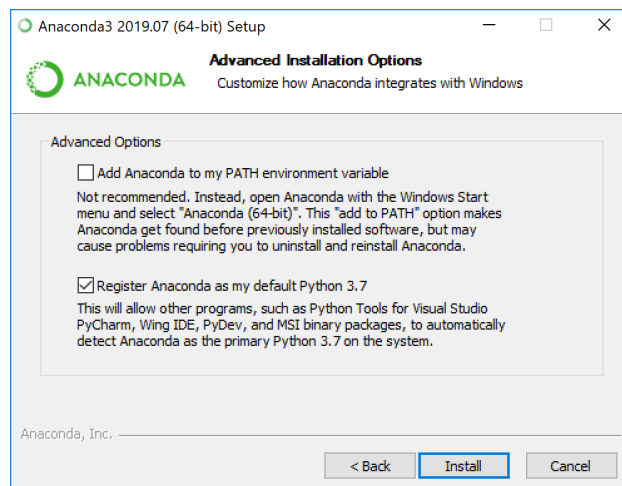 Anaconda3 2019.07 (64-bit) Setup
Advanced Installation Options
ANACONDA
Customize how Anaconda integrates with Windows
Advanced Options
Add Anaconda to my PATH environment variable
Not recommended. Instead, open Anaconda with the Windows Start
menu and select "Anaconda (64-bit)". This "add to PATH" option makes
Anaconda get found before previously installed software, but may
cause problems requiring you to uninstall and reinstall Anaconda.
Register Anaconda as my default Python 3.7
This will allow other programs, such as Python Tools for Visual Studio
PyCharm, Wing IDE, PyDev, and MSI binary packages, to automatically
detect Anaconda as the primary Python 3.7 on the system.
Anaconda, Inc.
< Back
Install
Cancel